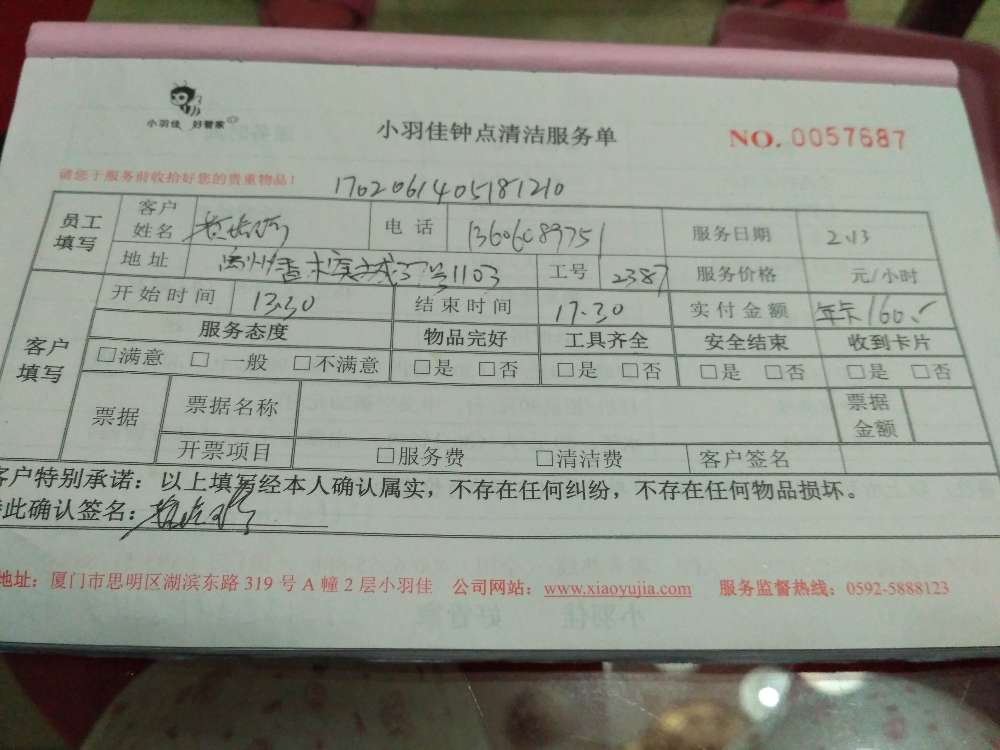 小羽佳 好管家
小羽佳钟点清洁服务单
NO. 0057687
请您于服务前收拾好您的贵重物品！
1702061405181210
员工填写 客户姓名 电话 13606089751 服务日期 2.13
地址 1103 工号 2387 服务价格 元/小时
客户填写 开始时间 13.30 结束时间 17.30 实付金额 年卡160.
服务态度 物品完好 工具齐全 安全结束 收到卡片
□满意 □一般 □不满意 □是 □否 □是 □否 □是 □否 □是 □否
票据 票据名称 票据金额
开票项目 □服务费 □清洁费 客户签名
客户特别承诺：以上填写经本人确认属实，不存在任何纠纷，不存在任何物品损坏。
特此确认签名：
地址：厦门市思明区湖滨东路 319 号 A 幢 2 层小羽佳 公司网站：www.xiaoyujia.com 服务监督热线：0592-5888123